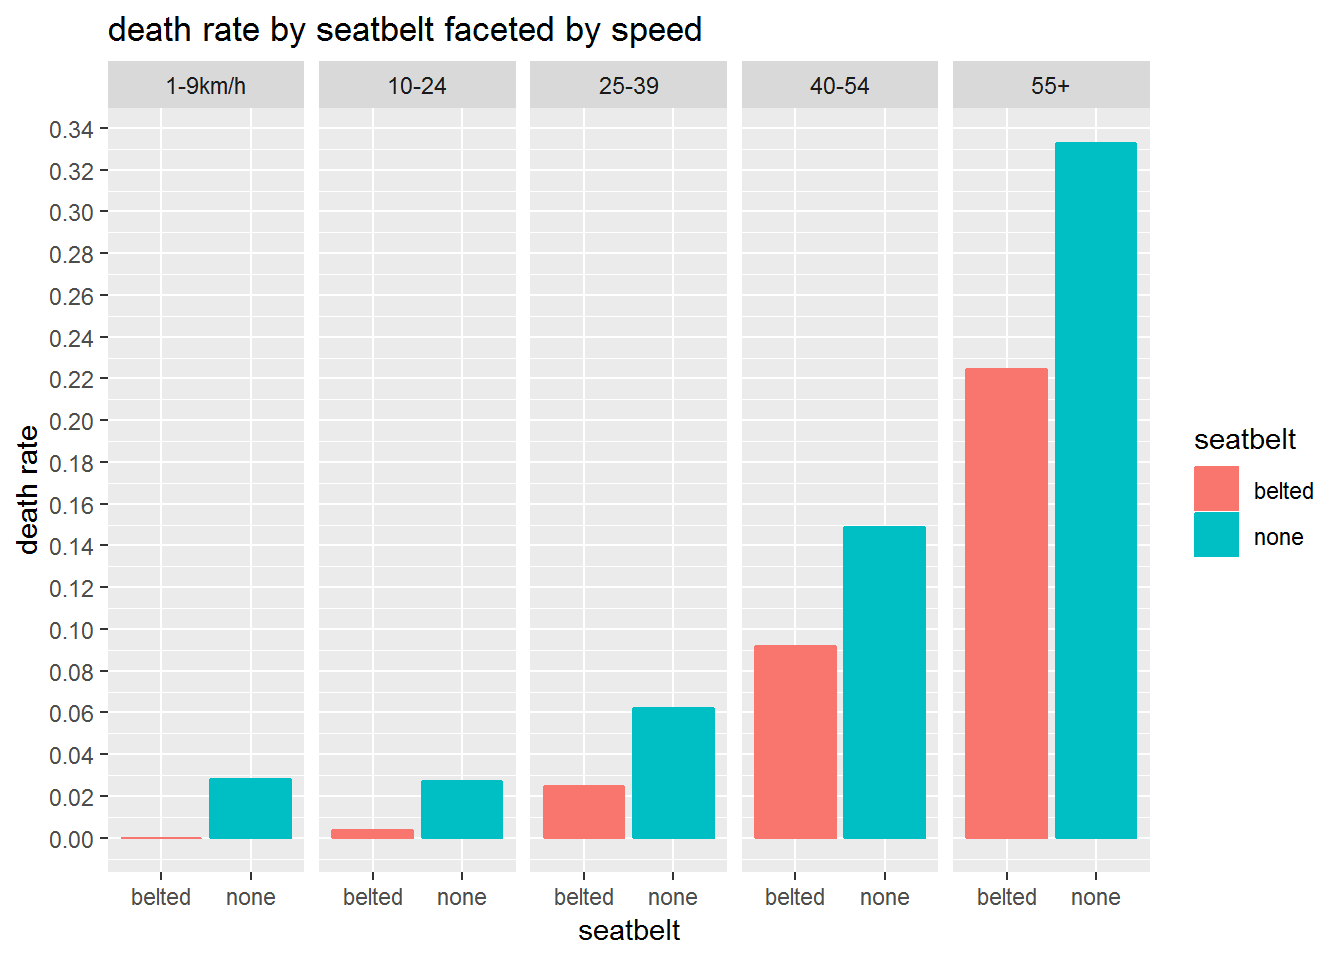 death rate by seatbelt faceted by speed
1-9km/h 10-24 25-39 40-54 55+
0.34
0.32
0.30
0.28
0.26
0.24
0.22
0.20
0.18
0.16
0.14
0.12
0.10
0.08
0.06
0.04
0.02
0.00
death rate
belted none belted none belted none belted none belted none
seatbelt
seatbelt
belted
none